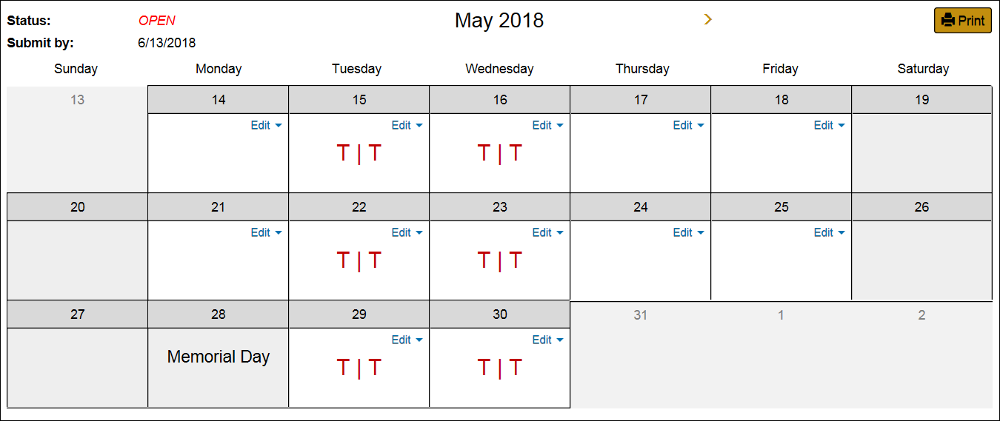 Status: OPEN May 2018 > Print
Submit by: 6/13/2018
Sunday Monday Tuesday Wednesday Thursday Friday Saturday
13 14 15 16 17 18 19
Edit Edit Edit Edit Edit
T | T T | T
20 21 22 23 24 25 26
Edit Edit Edit Edit Edit
T | T T | T
27 28 29 30 31 1 2
Edit Edit
Memorial Day T | T T | T